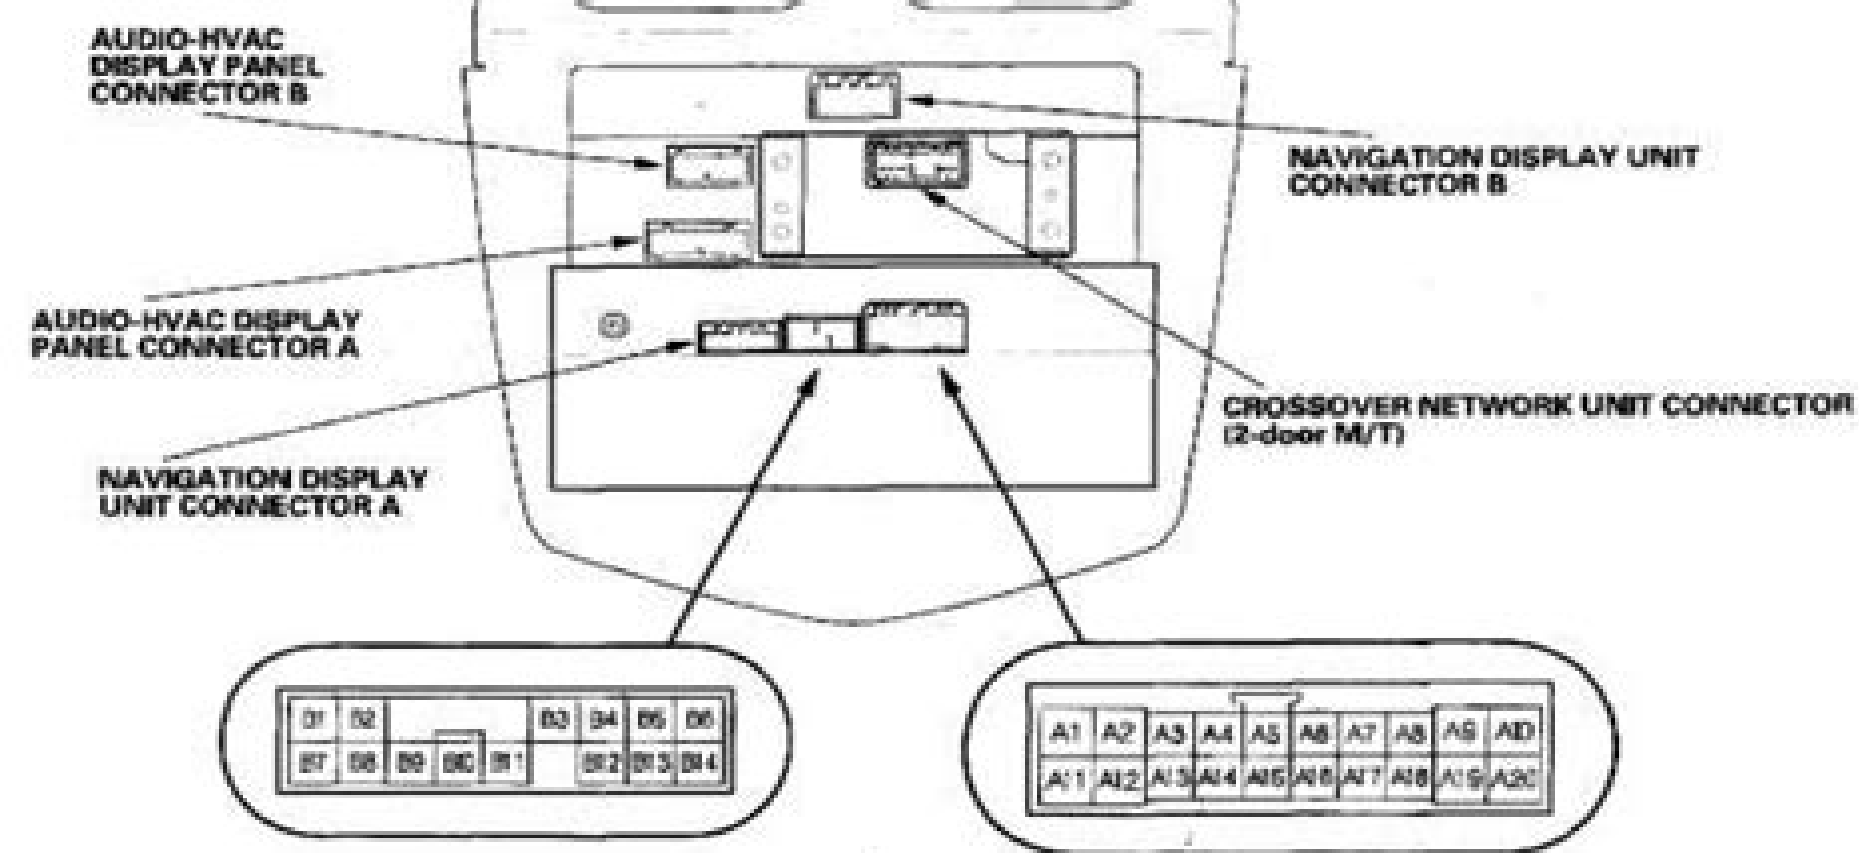 AUDIO-HVAC
DISPLAY PANEL
CONNECTOR B
NAVIGATION DISPLAY UNIT
CONNECTOR B
AUDIO-HVAC DISPLAY
PANEL CONNECTOR A
CROSSOVER NETWORK UNIT CONNECTOR
(2-door M/T)
NAVIGATION DISPLAY
UNIT CONNECTOR A
B1 B2 B3 B4 B5 B6
B7 B8 B9 B10 B11 B12 B13 B14
A1 A2 A3 A4 A5 A6 A7 A8 A9 A10
A11 A12 A13 A14 A15 A16 A17 A18 A19 A20